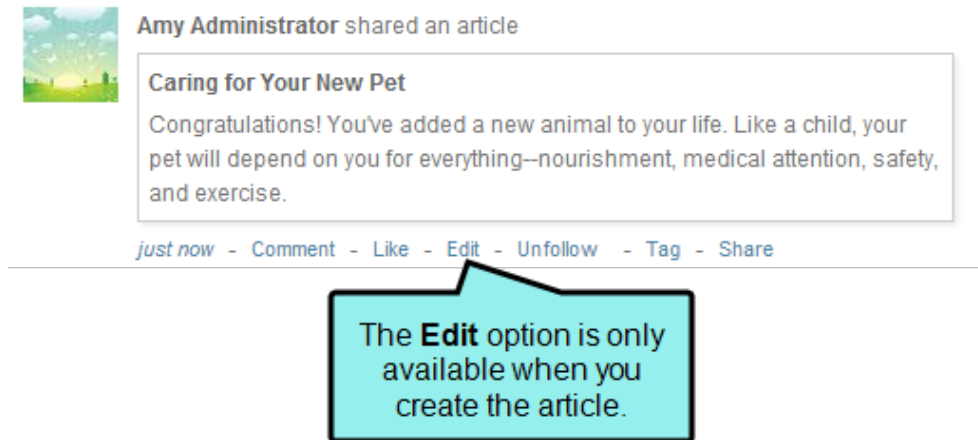 Amy Administrator shared an article
Caring for Your New Pet
Congratulations! You've added a new animal to your life. Like a child, your
pet will depend on you for everything--nourishment, medical attention, safety,
and exercise.
just now - Comment - Like - Edit - Unfollow - Tag - Share
The Edit option is only
available when you
create the article.